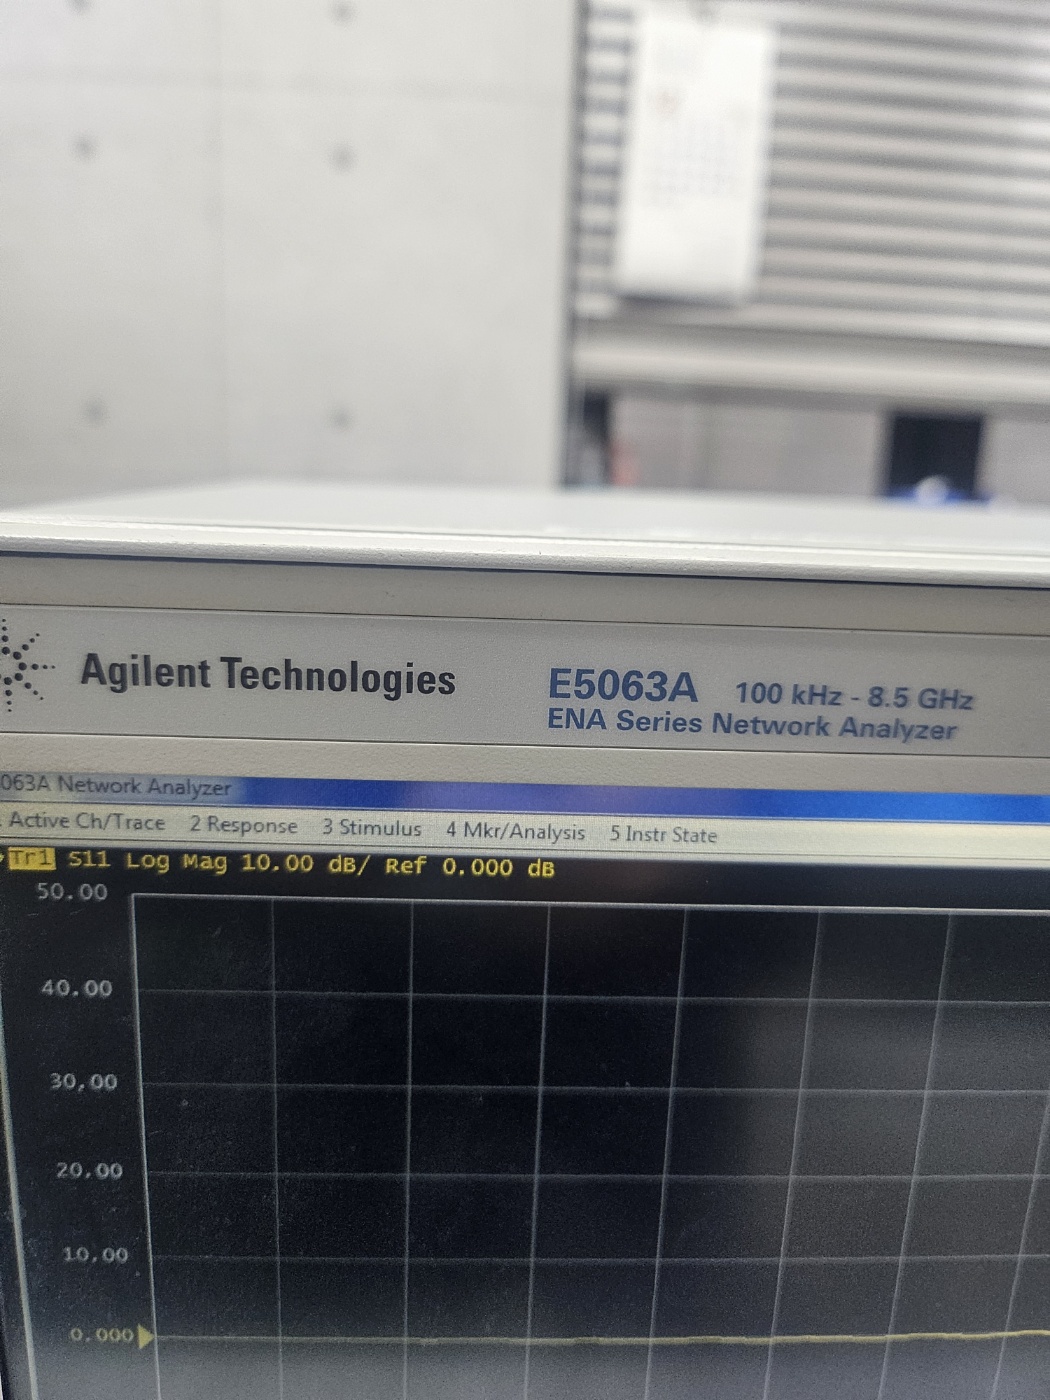 Agilent Technologies
E5063A 100 kHz - 8.5 GHz
ENA Series Network Analyzer
063A Network Analyzer
Active Ch/Trace 2 Response 3 Stimulus 4 Mkr/Analysis 5 Instr State
Tr1 S11 Log Mag 10.00 dB/ Ref 0.000 dB
50.00
40.00
30.00
20.00
10.00
0.000